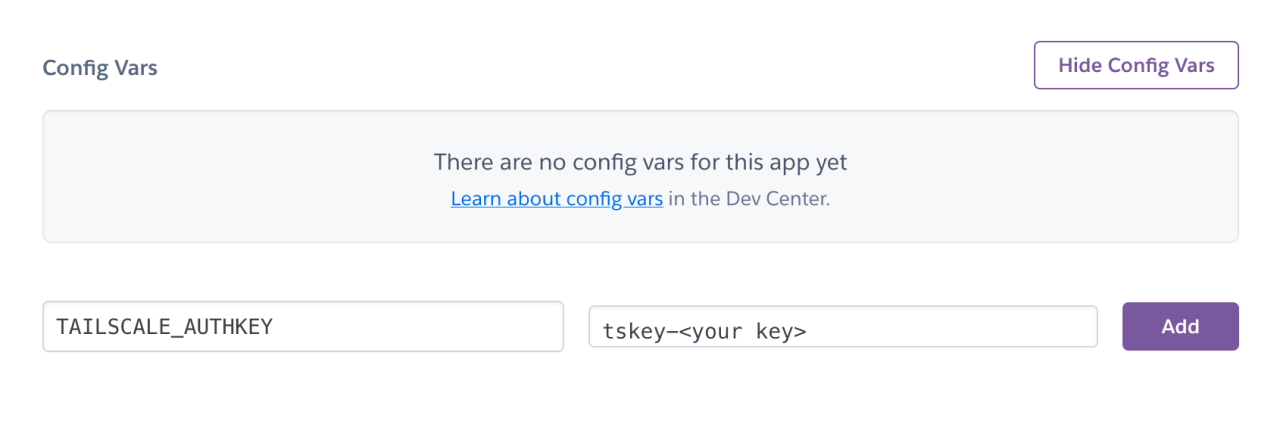 Config Vars
Hide Config Vars
There are no config vars for this app yet
Learn about config vars in the Dev Center.
TAILSCALE_AUTHKEY
tskey-<your key>
Add